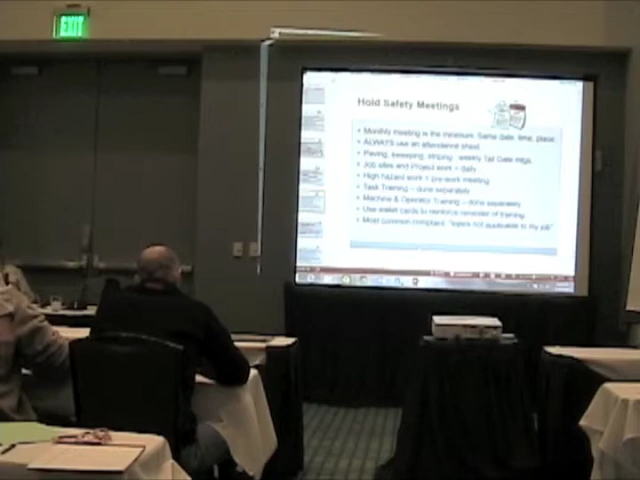 EXIT
Hold Safety Meetings
• Monthly meeting is the minimum. Same date, time, place.
• ALWAYS use an attendance sheet.
• Paving, sweeping, striping - weekly Tail Gate mtgs.
• Job sites and Project work = daily
• High hazard work = pre-work meeting
• Task Training – done separately
• Machine & Operator Training – done separately
• Use wallet cards to reinforce reminder of training
• Most common complaint: "topics not applicable to my job"